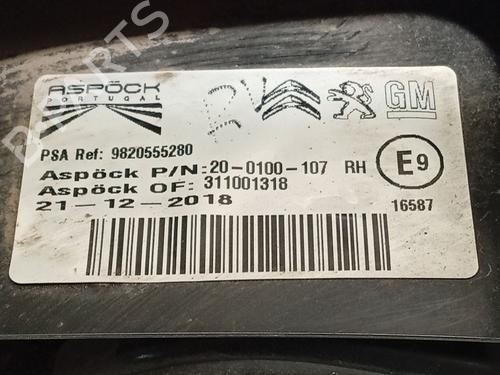 ASPÖCK
PORTUGAL
GM
PSA Ref: 9820555280
Aspöck P/N: 20-0100-107 RH
Aspöck OF: 311001318
21-12-2018
E9
16587